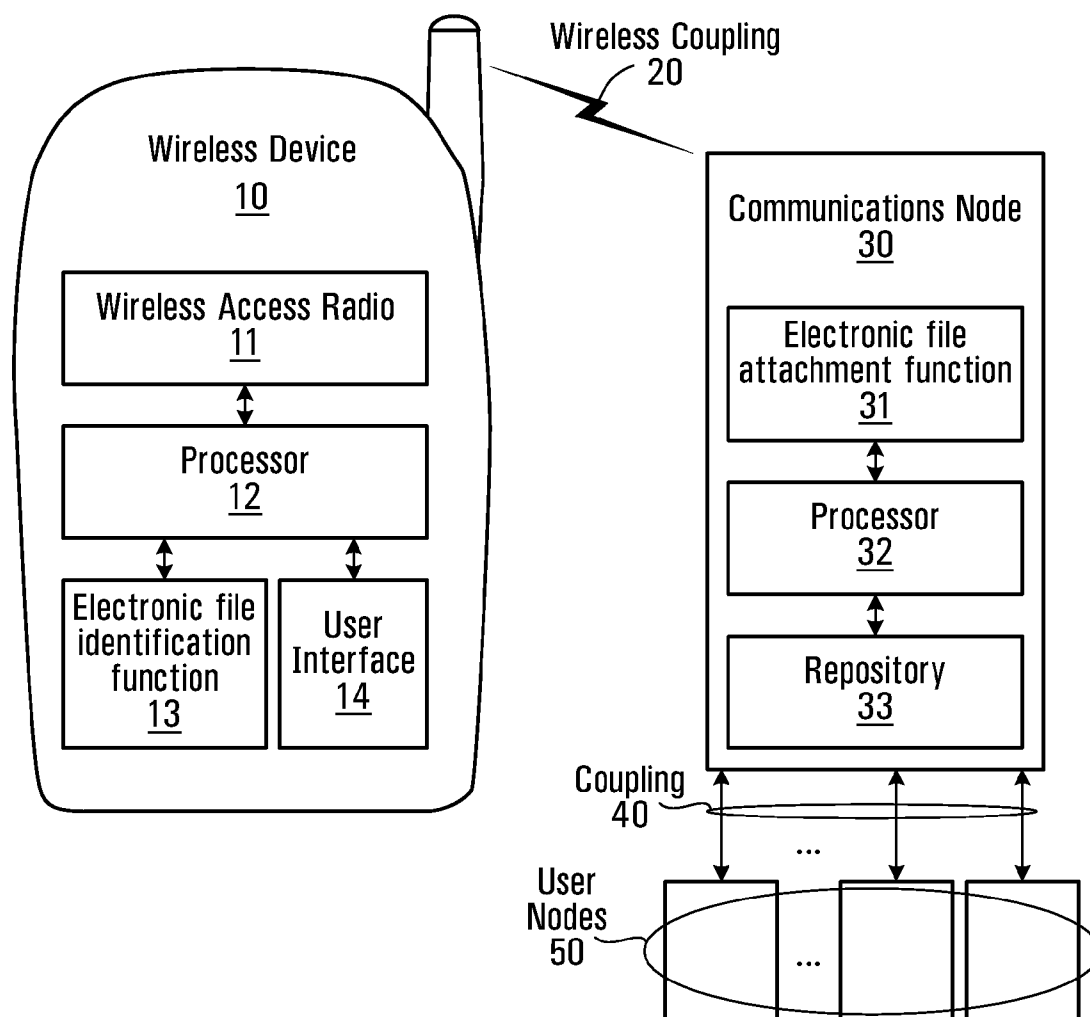 Wireless Coupling
20
Wireless Device
10
Wireless Access Radio
11
Processor
12
Electronic file
identification
function
13
User
Interface
14
Communications Node
30
Electronic file
attachment function
31
Processor
32
Repository
33
Coupling
40
...
User
Nodes
50
...